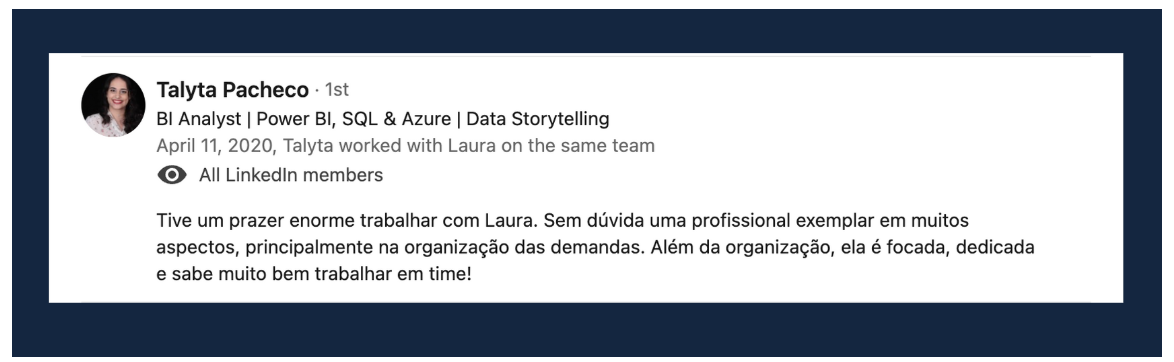 Talyta Pacheco · 1st
BI Analyst | Power BI, SQL & Azure | Data Storytelling
April 11, 2020, Talyta worked with Laura on the same team
All LinkedIn members
Tive um prazer enorme trabalhar com Laura. Sem dúvida uma profissional exemplar em muitos
aspectos, principalmente na organização das demandas. Além da organização, ela é focada, dedicada
e sabe muito bem trabalhar em time!